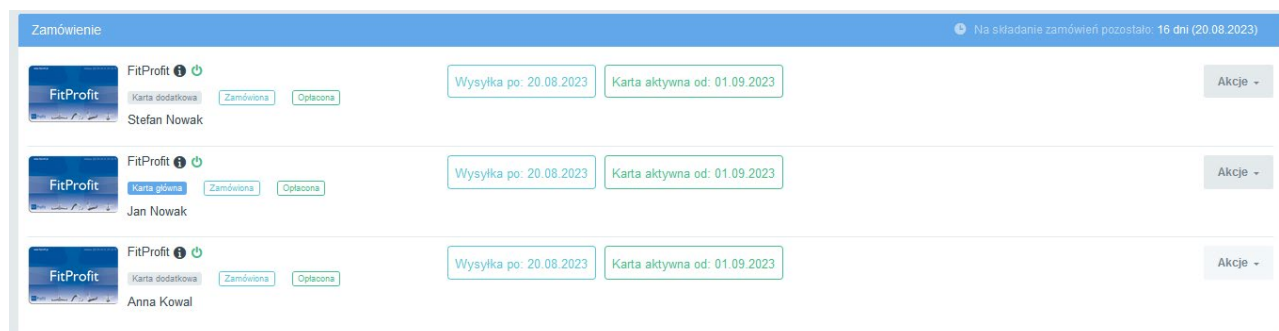 Zamówienie
Na składanie zamówień pozostało: 16 dni (20.08.2023)
FitProfit
FitProfit
Karta dodatkowa Zamówiona Opłacona
Stefan Nowak
Wysyłka po: 20.08.2023 Karta aktywna od: 01.09.2023
Akcje
FitProfit
FitProfit
Karta główna Zamówiona Opłacona
Jan Nowak
Wysyłka po: 20.08.2023 Karta aktywna od: 01.09.2023
Akcje
FitProfit
FitProfit
Karta dodatkowa Zamówiona Opłacona
Anna Kowal
Wysyłka po: 20.08.2023 Karta aktywna od: 01.09.2023
Akcje